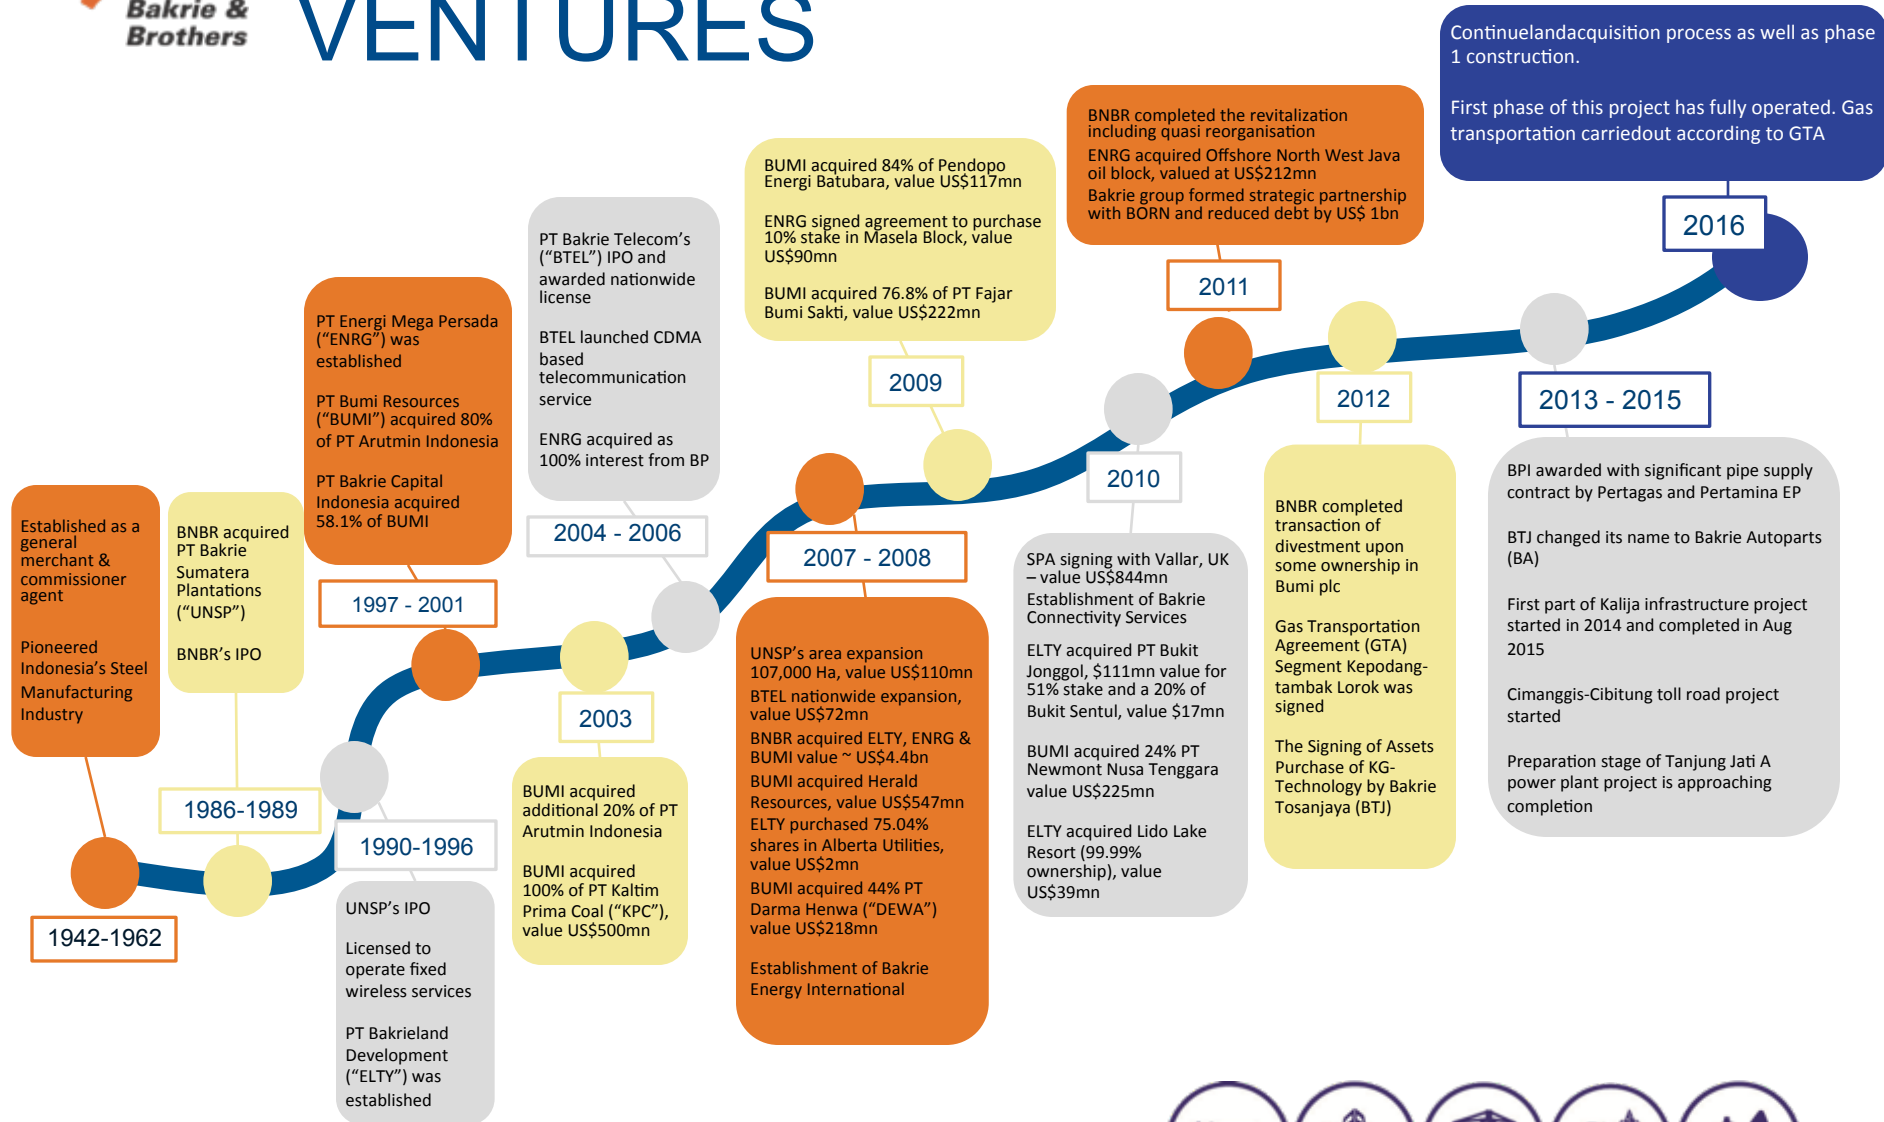 Bakrie &
Brothers
VENTURES
Established as a
general
merchant &
commissioner
agent
Pioneered
Indonesia's Steel
Manufacturing
Industry
1942-1962
BNBR acquired
PT Bakrie
Sumatera
Plantations
("UNSP")
BNBR's IPO
1986-1989
1990-1996
UNSP's IPO
Licensed to
operate fixed
wireless services
PT Bakrieland
Development
("ELTY") was
established
PT Energi Mega Persada
("ENRG") was
established
PT Bumi Resources
("BUMI") acquired 80%
of PT Arutmin Indonesia
PT Bakrie Capital
Indonesia acquired
58.1% of BUMI
1997 - 2001
2003
BUMI acquired
additional 20% of PT
Arutmin Indonesia
BUMI acquired
100% of PT Kaltim
Prima Coal ("KPC"),
value US$500mn
PT Bakrie Telecom's
("BTEL") IPO and
awarded nationwide
license
BTEL launched CDMA
based
telecommunication
service
ENRG acquired as
100% interest from BP
2004 - 2006
2007 - 2008
UNSP's area expansion
107,000 Ha, value US$110mn
BTEL nationwide expansion,
value US$72mn
BNBR acquired ELTY, ENRG &
BUMI value ~ US$4.4bn
BUMI acquired Herald
Resources, value US$547mn
ELTY purchased 75.04%
shares in Alberta Utilities,
value US$2mn
BUMI acquired 44% PT
Darma Henwa ("DEWA")
value US$218mn
Establishment of Bakrie
Energy International
BUMI acquired 84% of Pendopo
Energi Batubara, value US$117mn
ENRG signed agreement to purchase
10% stake in Masela Block, value
US$90mn
BUMI acquired 76.8% of PT Fajar
Bumi Sakti, value US$222mn
2009
2010
SPA signing with Vallar, UK
– value US$844mn
Establishment of Bakrie
Connectivity Services
ELTY acquired PT Bukit
Jonggol, $111mn value for
51% stake and a 20% of
Bukit Sentul, value $17mn
BUMI acquired 24% PT
Newmont Nusa Tenggara
value US$225mn
ELTY acquired Lido Lake
Resort (99.99%
ownership), value
US$39mn
BNBR completed the revitalization
including quasi reorganisation
ENRG acquired Offshore North West Java
oil block, valued at US$212mn
Bakrie group formed strategic partnership
with BORN and reduced debt by US$ 1bn
2011
2012
BNBR completed
transaction of
divestment upon
some ownership in
Bumi plc
Gas Transportation
Agreement (GTA)
Segment Kepodang-
tambak Lorok was
signed
The Signing of Assets
Purchase of KG-
Technology by Bakrie
Tosanjaya (BTJ)
2013 - 2015
BPI awarded with significant pipe supply
contract by Pertagas and Pertamina EP
BTJ changed its name to Bakrie Autoparts
(BA)
First part of Kalija infrastructure project
started in 2014 and completed in Aug
2015
Cimanggis-Cibitung toll road project
started
Preparation stage of Tanjung Jati A
power plant project is approaching
completion
Continuelandacquisition process as well as phase
1 construction.
First phase of this project has fully operated. Gas
transportation carriedout according to GTA
2016